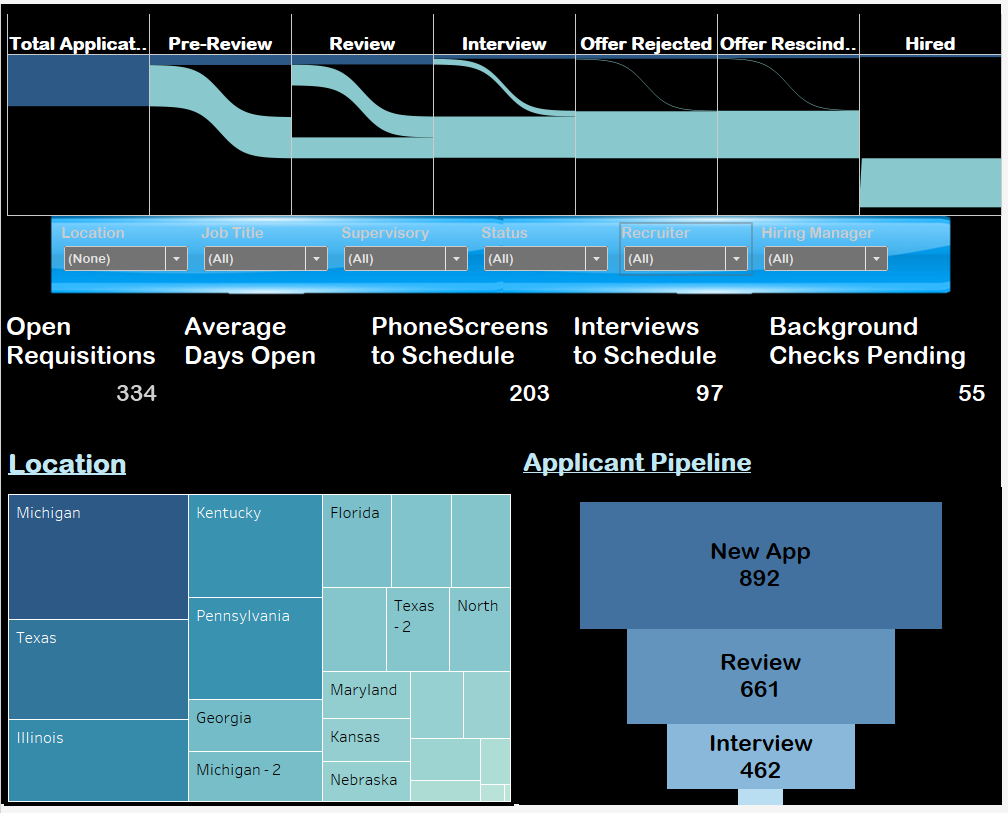 Total Applicat..
Pre-Review
Review
Interview
Offer Rejected
Offer Rescind..
Hired
Location
Job Title
Supervisory
Status
Recruiter
Hiring Manager
(None)
(All)
(All)
(All)
(All)
(All)
Open
Requisitions
334
Average
Days Open
PhoneScreens
to Schedule
203
Interviews
to Schedule
97
Background
Checks Pending
55
Location
Michigan
Texas
Illinois
Kentucky
Pennsylvania
Georgia
Michigan - 2
Florida
Texas
- 2
North
Maryland
Kansas
Nebraska
Applicant Pipeline
New App
892
Review
661
Interview
462